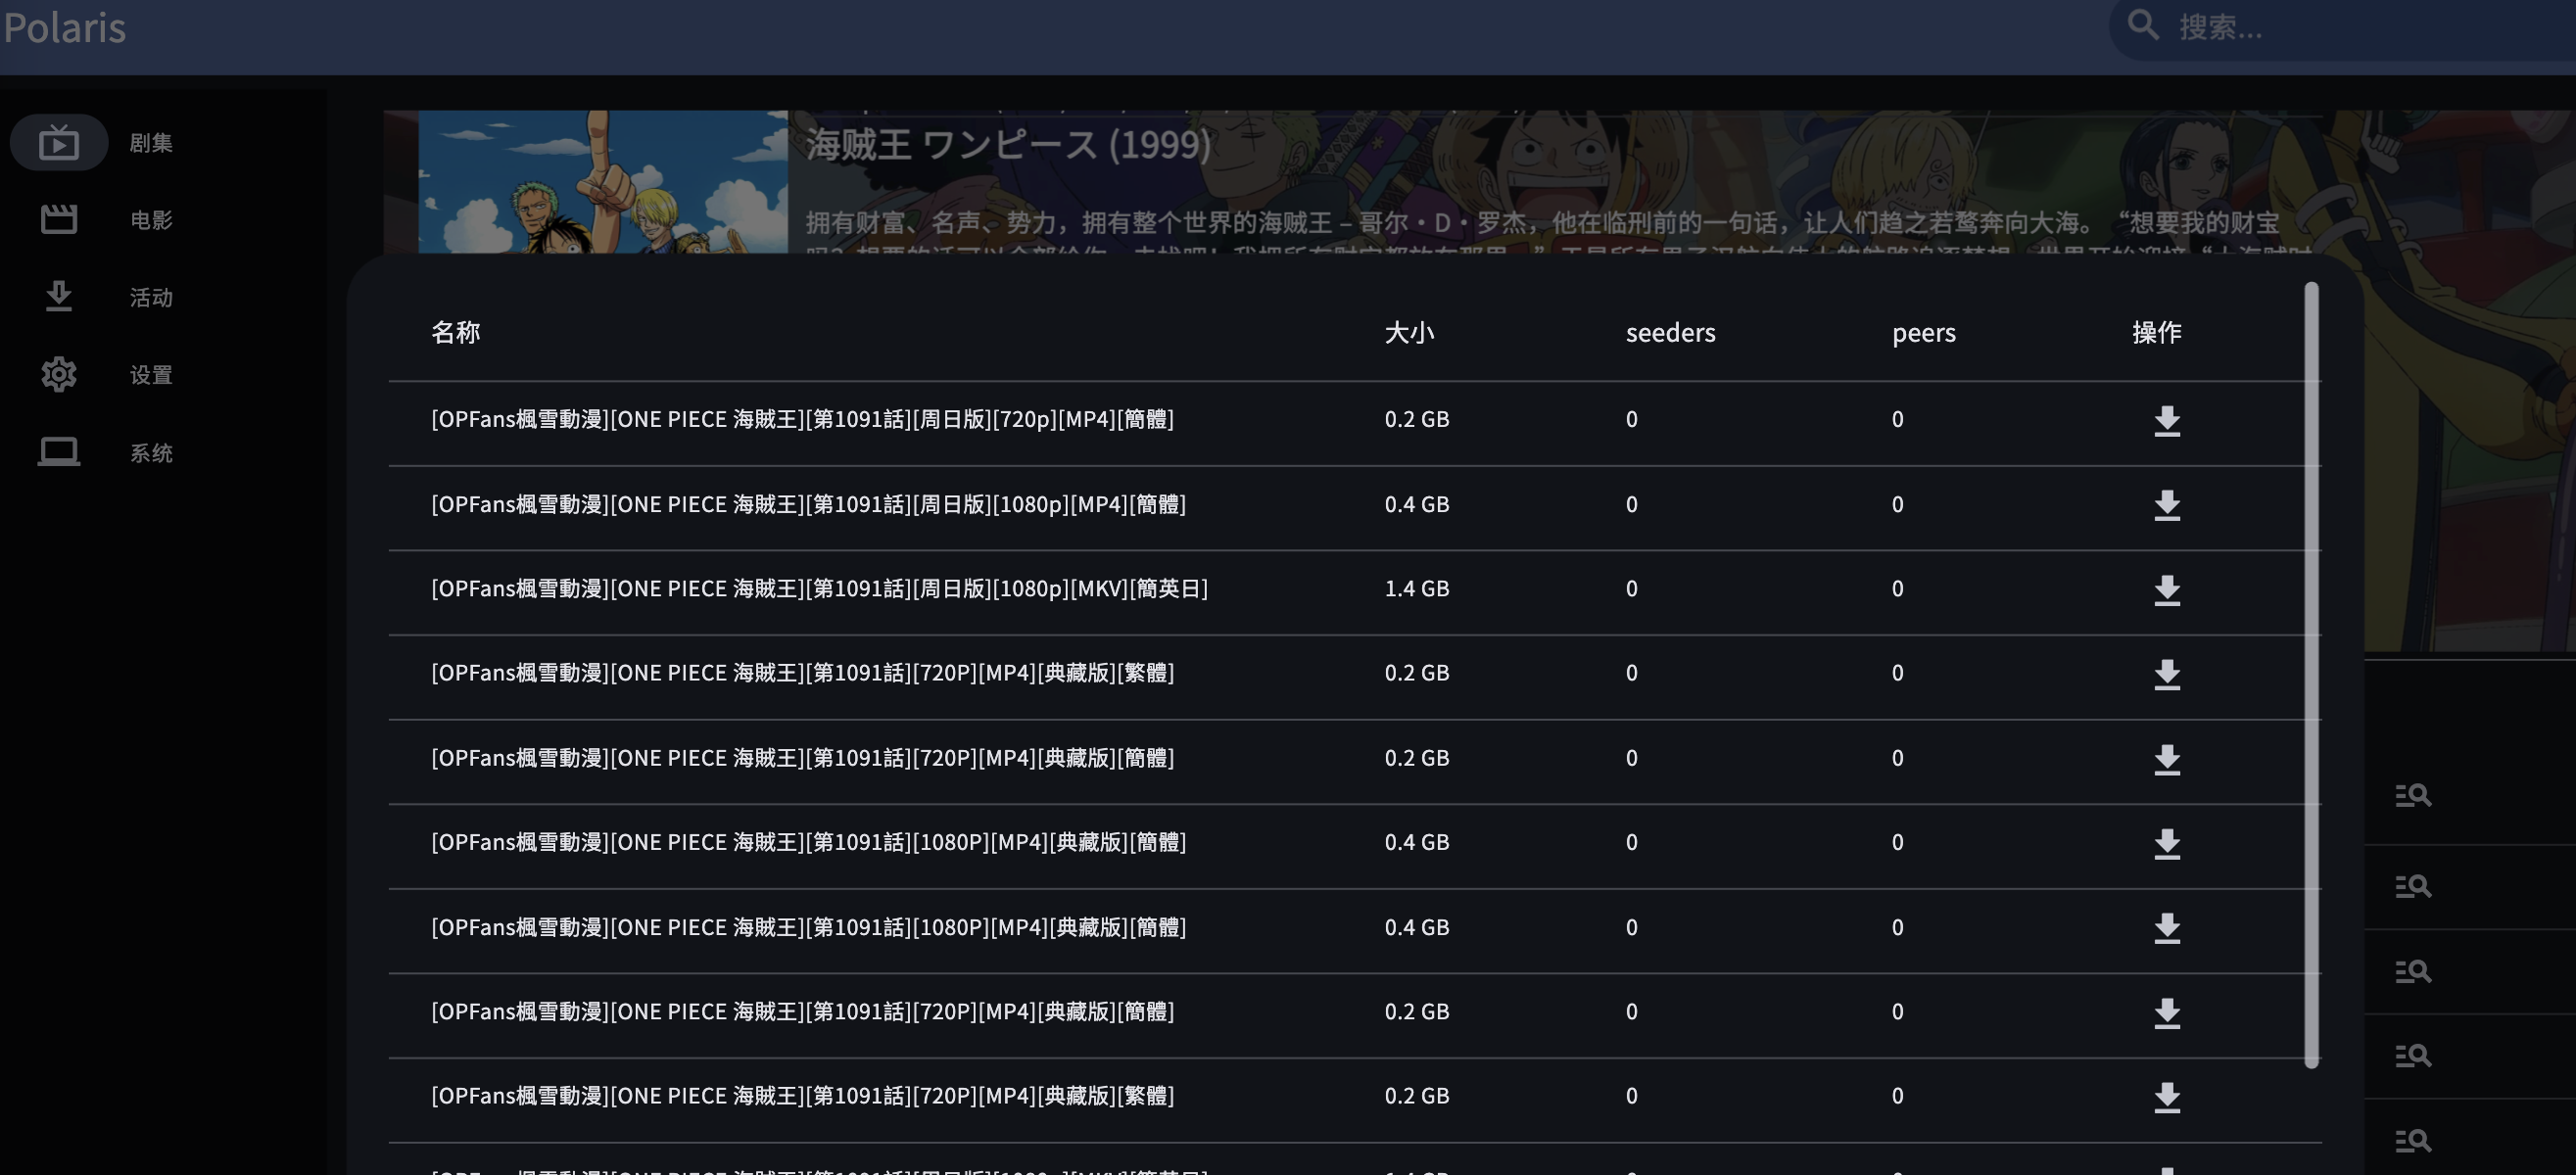 Polaris
搜索...
剧集
电影
活动
设置
系统
海贼王 ワンピース (1999)
拥有财富、名声、势力，拥有整个世界的海贼王 – 哥尔・D・罗杰，他在临刑前的一句话，让人们趋之若鹜奔向大海。 “想要我的财宝
名称 大小 seeders peers 操作
[OPFans楓雪動漫][ONE PIECE 海賊王][第1091話][周日版][720p][MP4][簡體] 0.2 GB 0 0
[OPFans楓雪動漫][ONE PIECE 海賊王][第1091話][周日版][1080p][MP4][簡體] 0.4 GB 0 0
[OPFans楓雪動漫][ONE PIECE 海賊王][第1091話][周日版][1080p][MKV][簡英日] 1.4 GB 0 0
[OPFans楓雪動漫][ONE PIECE 海賊王][第1091話][720P][MP4][典藏版][繁體] 0.2 GB 0 0
[OPFans楓雪動漫][ONE PIECE 海賊王][第1091話][720P][MP4][典藏版][簡體] 0.2 GB 0 0
[OPFans楓雪動漫][ONE PIECE 海賊王][第1091話][1080P][MP4][典藏版][簡體] 0.4 GB 0 0
[OPFans楓雪動漫][ONE PIECE 海賊王][第1091話][1080P][MP4][典藏版][簡體] 0.4 GB 0 0
[OPFans楓雪動漫][ONE PIECE 海賊王][第1091話][720P][MP4][典藏版][簡體] 0.2 GB 0 0
[OPFans楓雪動漫][ONE PIECE 海賊王][第1091話][720P][MP4][典藏版][繁體] 0.2 GB 0 0